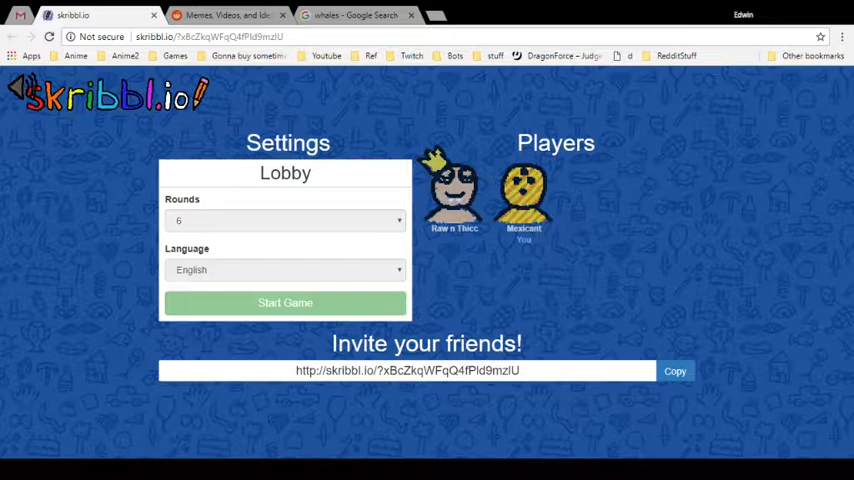 skribbl.io
Memes, Videos, and Ide
whales - Google Search
Edwin
Not secure
skribbl.io/?xBcZkqWFqQ4fPld9mzlU
Apps
Anime
Anime2
Games
Gonna buy sometime
Youtube
Ref
Twitch
Bots
stuff
DragonForce – Judge
d
RedditStuff
Other bookmarks
skribbl.io
Settings
Players
Lobby
Rounds
6
Language
English
Start Game
Raw n Thicc
Mexicant
You
Invite your friends!
http://skribbl.io/?xBcZkqWFqQ4fPld9mzlU
Copy